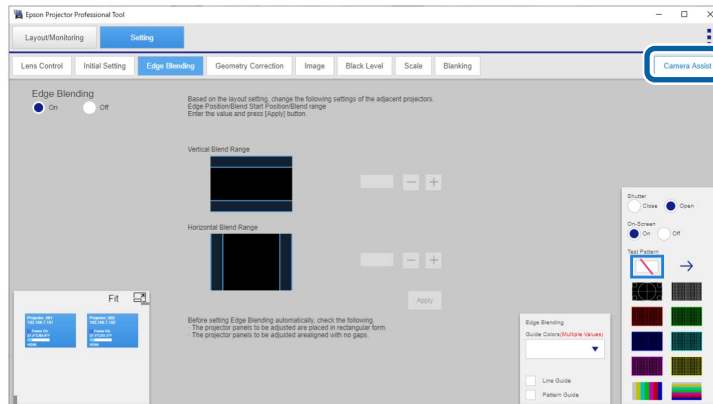 Epson Projector Professional Tool
Layout/Monitoring
Setting
Lens Control
Initial Setting
Edge Blending
Geometry Correction
Image
Black Level
Scale
Blanking
Camera Assist
Edge Blending
On
Off
Based on the layout setting, change the following settings of the adjacent projectors.
Edge Position/Blend Start Position/Blend range
Enter the value and press [Apply] button.
Vertical Blend Range
Horizontal Blend Range
Apply
Before setting Edge Blending automatically, check the following.
· The projector panels to be adjusted are placed in rectangular form.
· The projector panels to be adjusted arealigned with no gaps.
Fit
Edge Blending
Guide Colors(Multiple Values)
Line Guide
Pattern Guide
Shutter
Close
Open
On-Screen
On
Off
Test Pattern